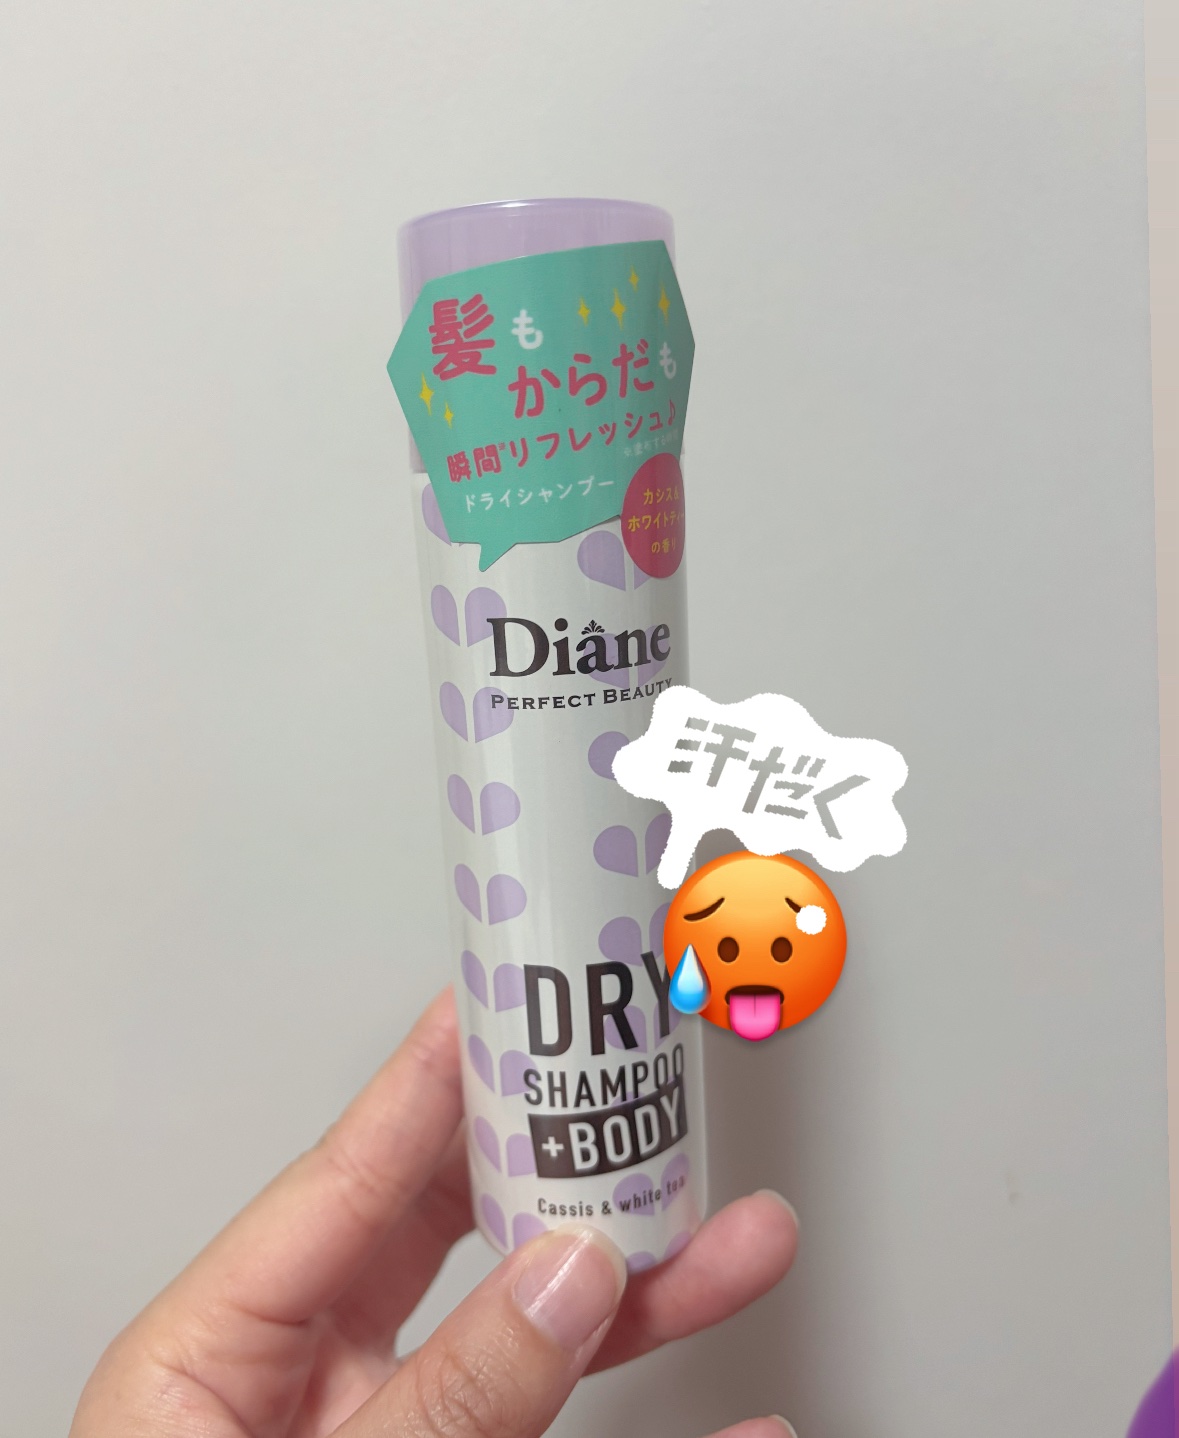 髪も
からだも
瞬間※リフレッシュ♪
ドライシャンプー
カシス&
ホワイトティー
の香り
Diane
PERFECT BEAUTY
汗だく
DRY
SHAMPOO
+BODY
Cassis & white tea